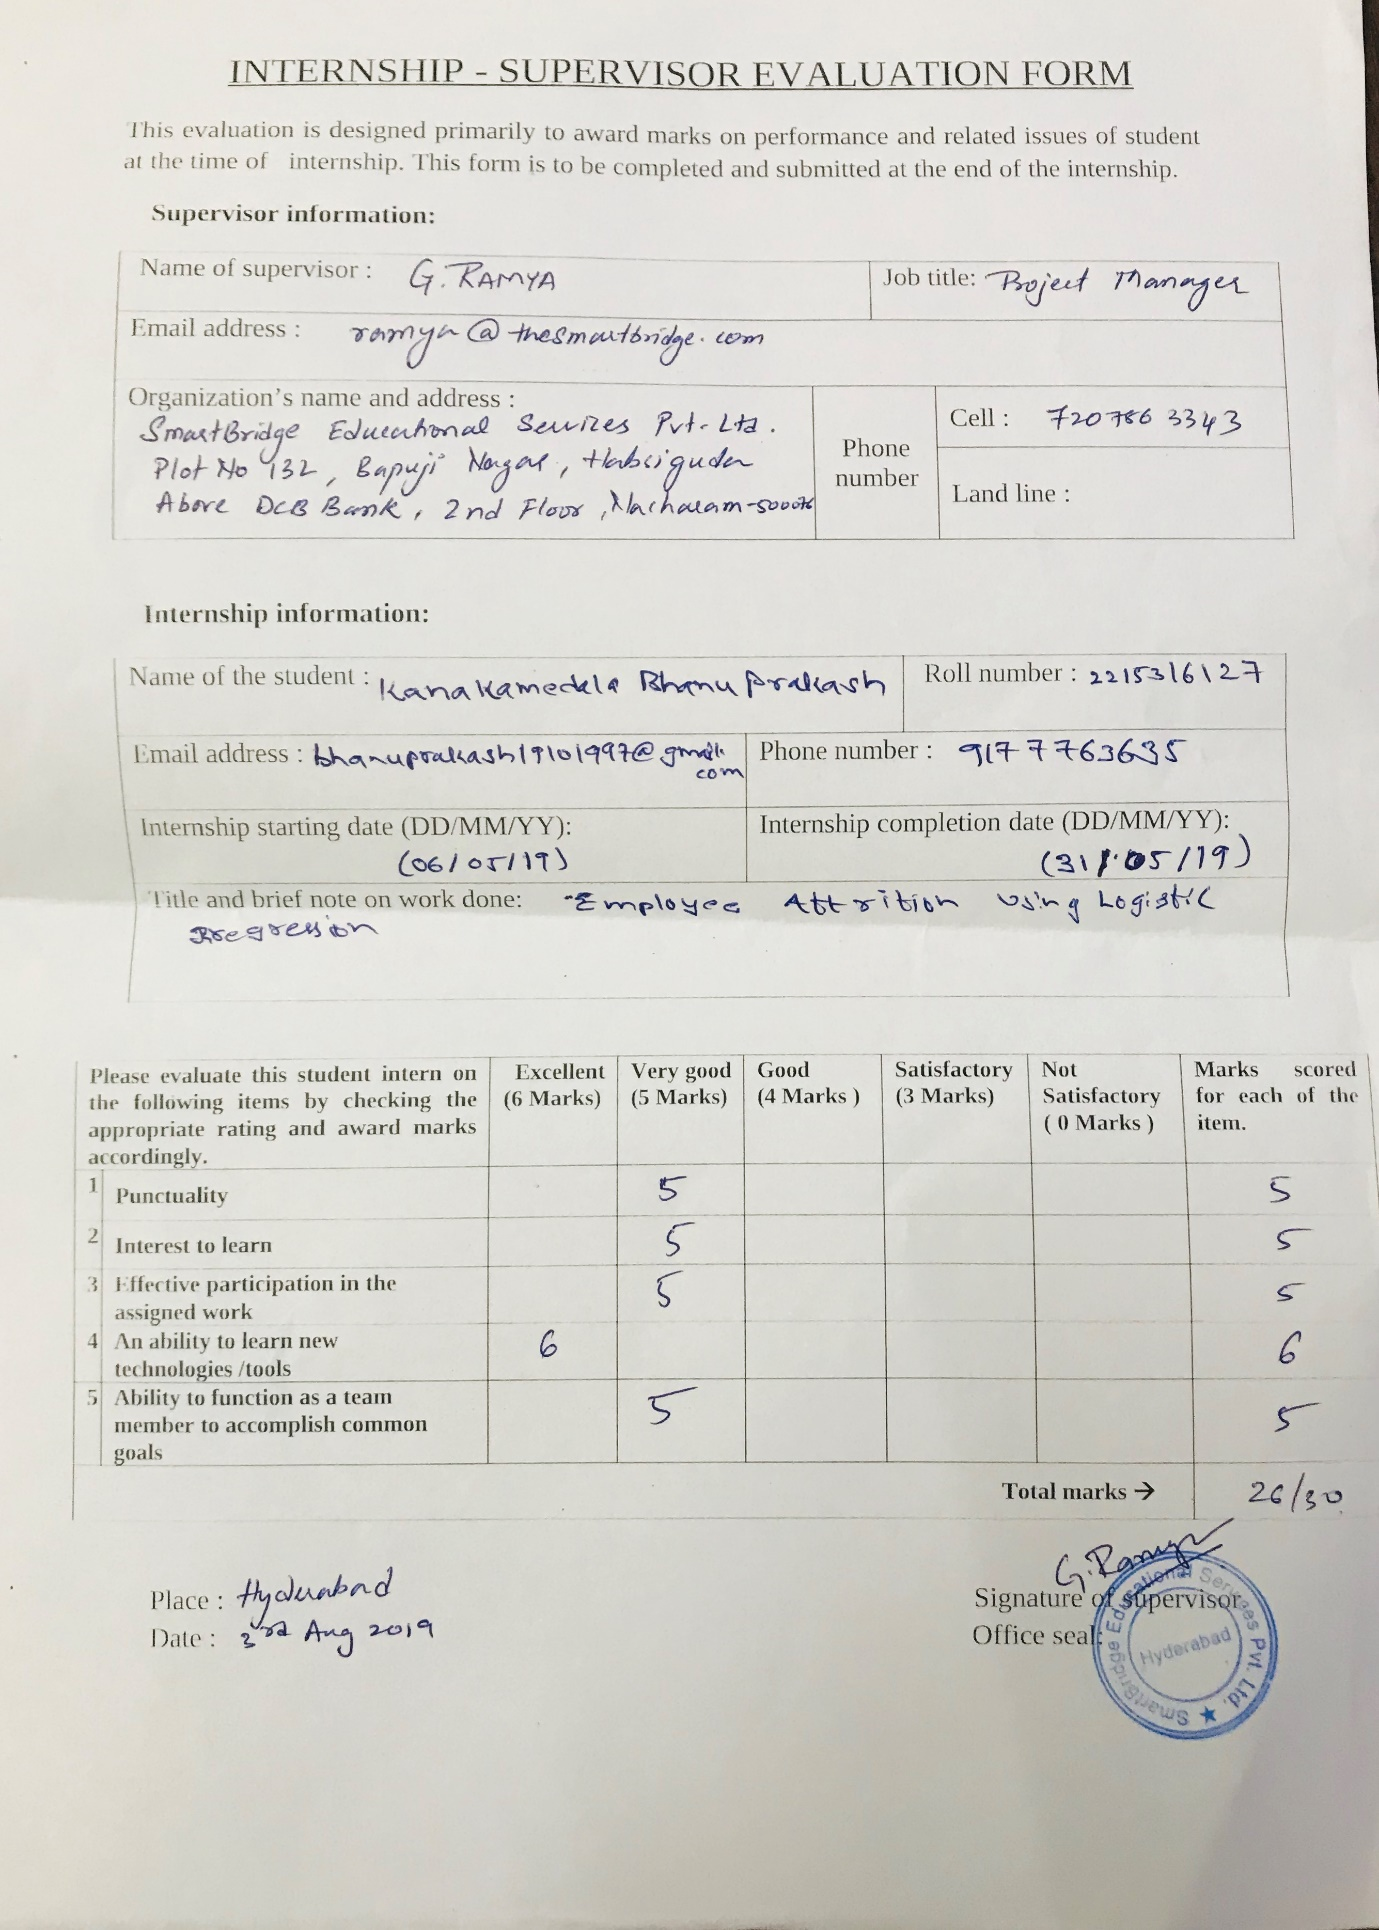 INTERNSHIP - SUPERVISOR EVALUATION FORM
This evaluation is designed primarily to award marks on performance and related issues of student
at the time of internship. This form is to be completed and submitted at the end of the internship.
Supervisor information:
Name of supervisor : G. RAMYA
Job title: Project Manager
Email address : ramya@thesmartbridge.com
Organization's name and address :
SmartBridge Educational Services Pvt. Ltd.
Plot No 132, Bapuji Nagar, Habsiguda
Above DCB Bank, 2nd Floor, Nacharam-500076
Phone
number
Cell : 7207863343
Land line :
Internship information:
Name of the student : Kanakamedala Bhanu Prakash
Roll number : 2215316127
Email address : bhanuprakash19101997@gmail.
com
Phone number : 9177763635
Internship starting date (DD/MM/YY):
(06/05/19)
Internship completion date (DD/MM/YY):
(31/05/19)
Title and brief note on work done: Employee Attrition Using Logistic
Regression
Please evaluate this student intern on
the following items by checking the
appropriate rating and award marks
accordingly.
Excellent
(6 Marks)
Very good
(5 Marks)
Good
(4 Marks )
Satisfactory
(3 Marks)
Not
Satisfactory
( 0 Marks )
Marks scored
for each of the
item.
1 Punctuality 5 5
2 Interest to learn 5 5
3 Effective participation in the
assigned work 5 5
4 An ability to learn new
technologies /tools 6 6
5 Ability to function as a team
member to accomplish common
goals 5 5
Total marks → 26/30
Place : Hyderabad
Date : 3rd Aug 2019
G. Ramya
Signature of supervisor
Office seal:
SmartBridge Educational Services Pvt. Ltd. ★
Hyderabad